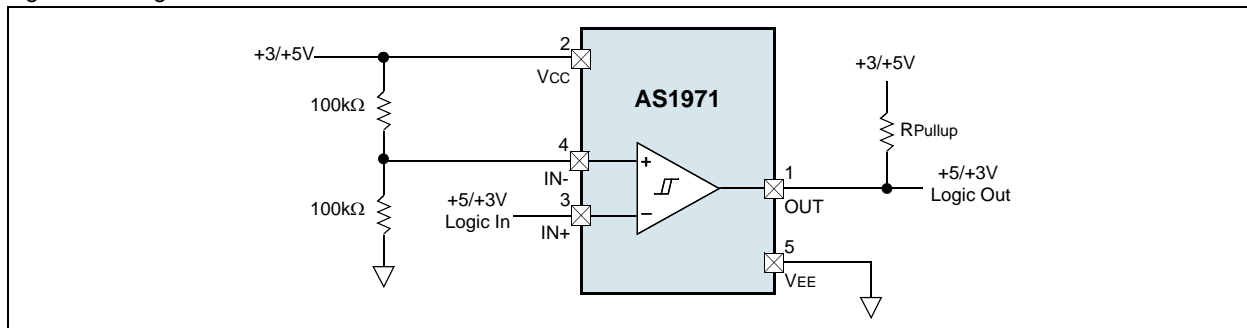 +3/+5V
2
VCC
100kΩ
AS1971
+3/+5V
RPullup
4
IN-
+
1
OUT
+5/+3V
Logic Out
100kΩ
+5/+3V
Logic In
3
IN+
−
5
VEE